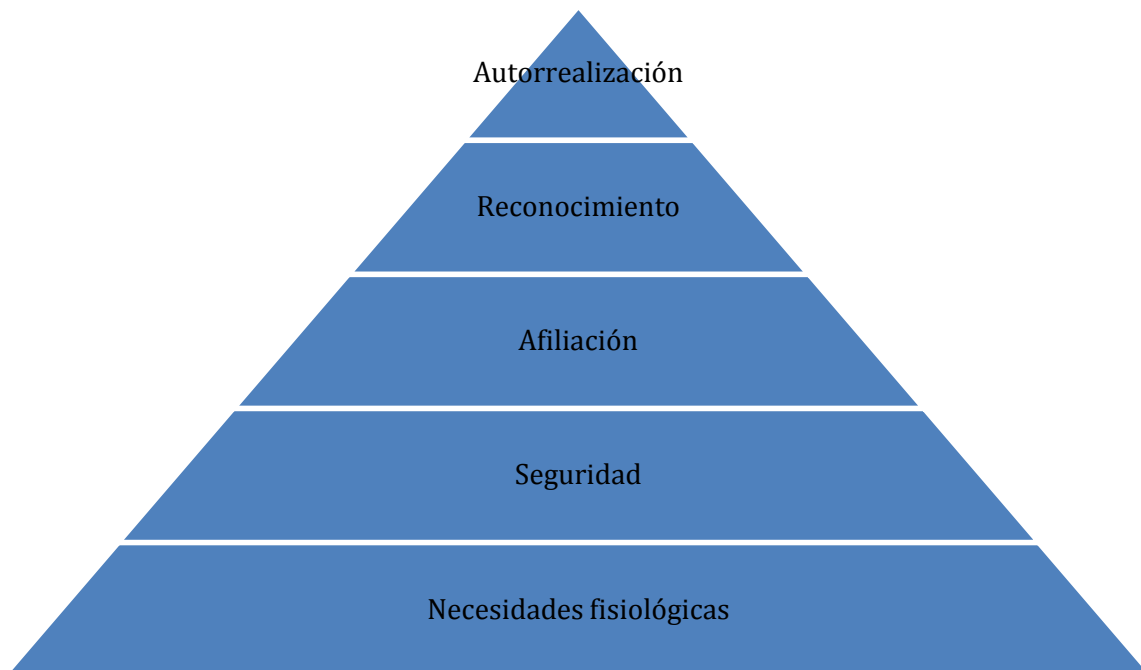 Autorrealización
Reconocimiento
Afiliación
Seguridad
Necesidades fisiológicas